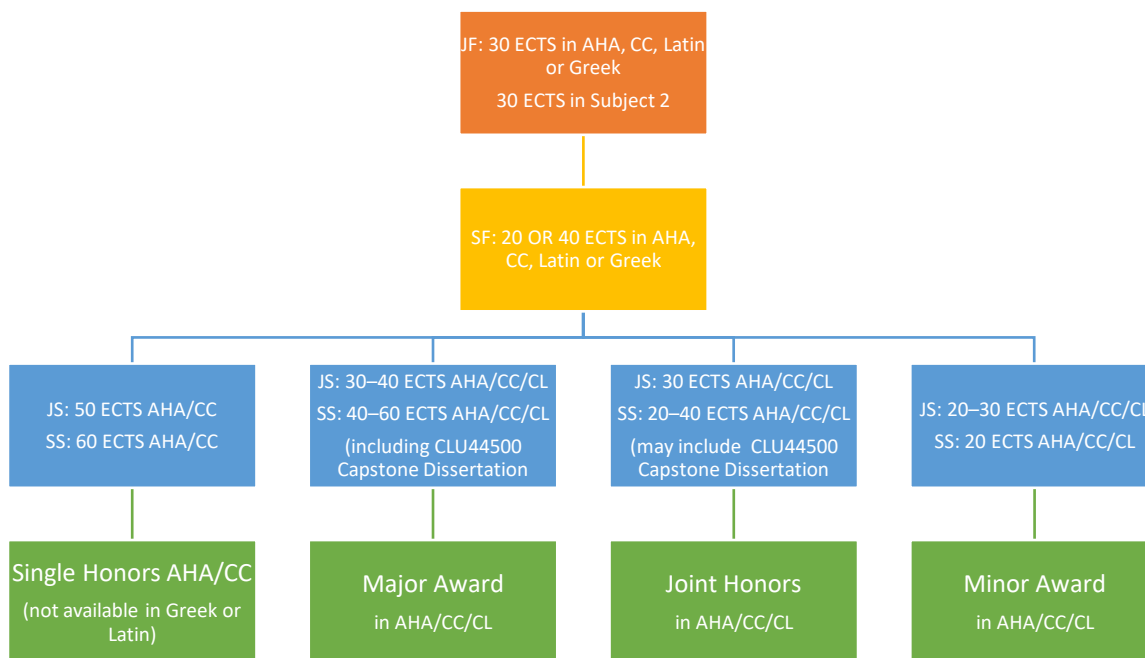 JF: 30 ECTS in AHA, CC, Latin
or Greek
30 ECTS in Subject 2
SF: 20 OR 40 ECTS in AHA,
CC, Latin or Greek
JS: 50 ECTS AHA/CC
SS: 60 ECTS AHA/CC
JS: 30–40 ECTS AHA/CC/CL
SS: 40–60 ECTS AHA/CC/CL
(including CLU44500
Capstone Dissertation
JS: 30 ECTS AHA/CC/CL
SS: 20–40 ECTS AHA/CC/CL
(may include CLU44500
Capstone Dissertation
JS: 20–30 ECTS AHA/CC/CL
SS: 20 ECTS AHA/CC/CL
Single Honors AHA/CC
(not available in Greek or
Latin)
Major Award
in AHA/CC/CL
Joint Honors
in AHA/CC/CL
Minor Award
in AHA/CC/CL